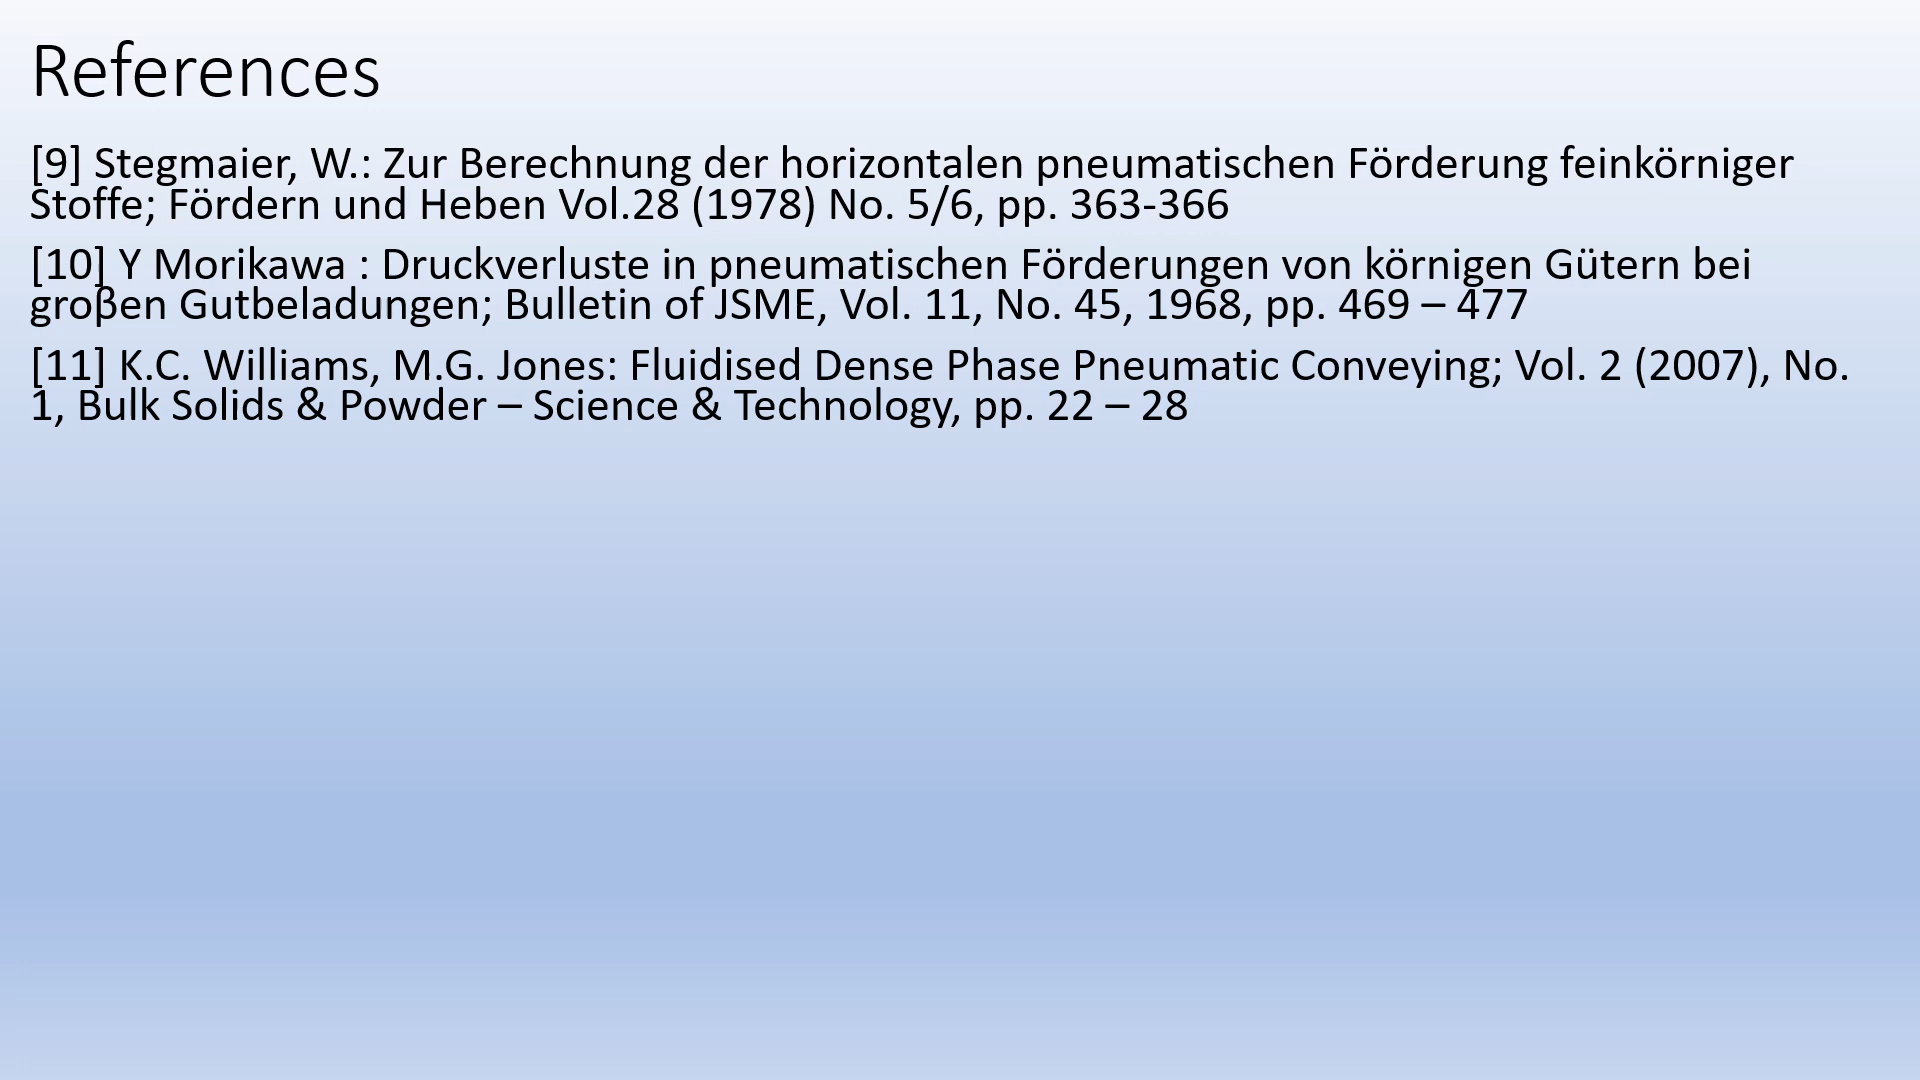 References
[9] Stegmaier, W.: Zur Berechnung der horizontalen pneumatischen Förderung feinkörniger
Stoffe; Fördern und Heben Vol.28 (1978) No. 5/6, pp. 363-366
[10] Y Morikawa : Druckverluste in pneumatischen Förderungen von körnigen Gütern bei
groβen Gutbeladungen; Bulletin of JSME, Vol. 11, No. 45, 1968, pp. 469 – 477
[11] K.C. Williams, M.G. Jones: Fluidised Dense Phase Pneumatic Conveying; Vol. 2 (2007), No.
1, Bulk Solids & Powder – Science & Technology, pp. 22 – 28